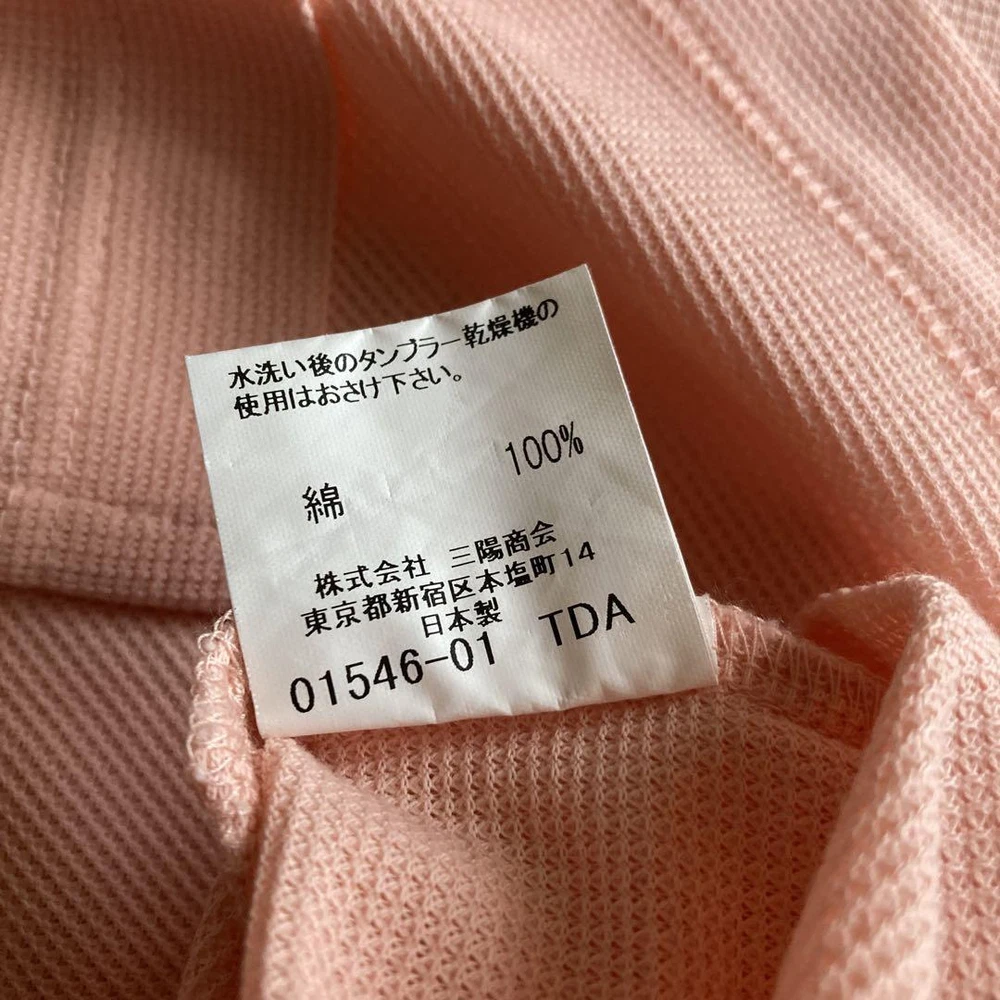 水洗い後のタンブラー乾燥機の
使用はおさけ下さい。
綿 100%
株式会社 三陽商会
東京都新宿区本塩町14
日本製
01546-01 TDA